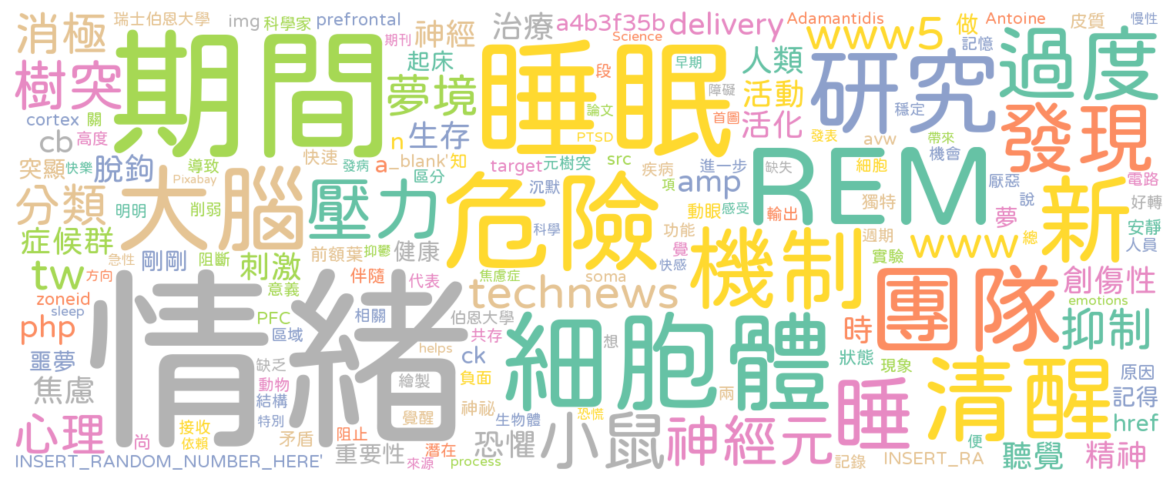 消極
瑞士伯恩大學
img
科學家
prefrontal
期刊
神經
治療
a4b3f35b
delivery
Science
Adamantidis
Antoine
皮質
慢性
www5
做
記憶
過度
樹突
期間
起床
夢境
睡眠
段
早期
人類
活動
研究
cortex
關
高度
cb
n
生存
論文
PTSD
障礙
首圖
活化
發表
穩定
avw
帶來
機會
發現
突顯
快樂
脫鉤
導致
Pixabay
快速
發病
a
_blank'
知
區分
target
元樹突
src
疾病
項
進一步
amp
REM
缺失
細胞
厭惡
電路
分類
明明
削弱
大腦
壓力
沉默
危險
動眼
感受
獨特
輸出
夢
說
新
好轉
安靜
人員
症候群
剛剛
刺激
阻斷
前額葉
抑鬱
健康
科學
功能
覺
機制
週期
實驗
www
總
tw
急性
方向
意義
伴隨
代表
焦慮症
快感
soma
technews
團隊
創傷性
emotions
zoneid
sleep
php
PFC
區域
情緒
相關
伯恩大學
共存
細胞體
想
時
抑制
噩夢
缺乏
helps
ck
狀態
現象
原因
焦慮
動物
結構
特別
繪製
負面
兩
睡
清醒
記得
href
心理
尚
接收
依賴
矛盾
覺醒
阻止
神祕
生物體
恐慌
恐懼
小鼠
神經元
便
聽覺
精神
INSERT_RANDOM_NUMBER_HERE'
重要性
潛在
來源
process
記錄
INSERT_RA